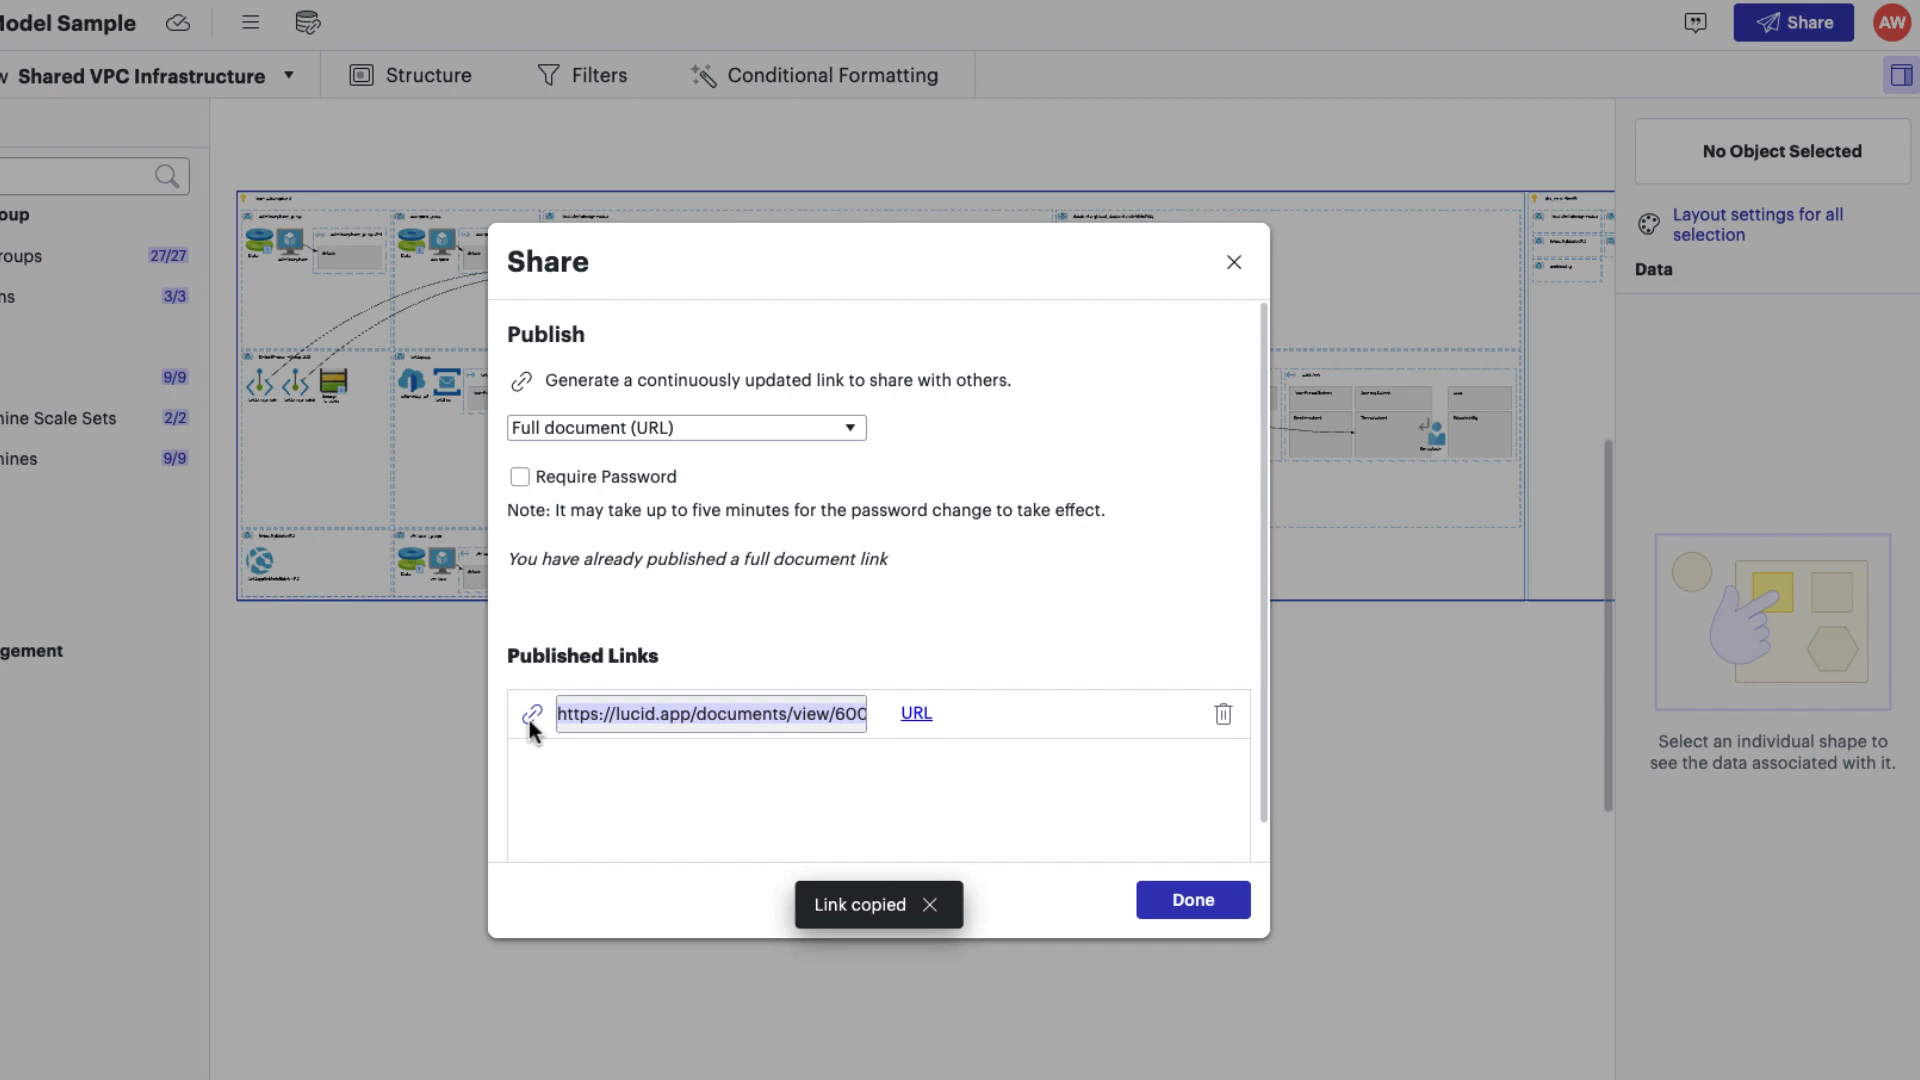 Model Sample
Share
AW
Shared VPC Infrastructure
Structure
Filters
Conditional Formatting
oup
roups 27/27
ns 3/3
9/9
hine Scale Sets 2/2
hines 9/9
gement
Share
Publish
Generate a continuously updated link to share with others.
Full document (URL)
Require Password
Note: It may take up to five minutes for the password change to take effect.
You have already published a full document link
Published Links
https://lucid.app/documents/view/600
URL
Link copied
Done
No Object Selected
Layout settings for all
selection
Data
Select an individual shape to
see the data associated with it.